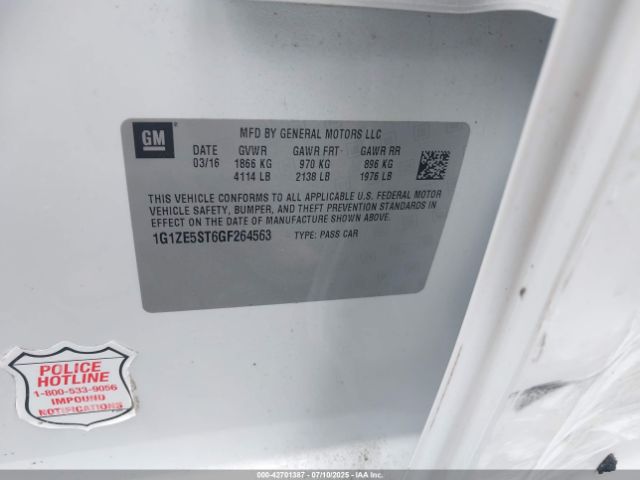 GM
MFD BY GENERAL MOTORS LLC
DATE GVWR GAWR FRT GAWR RR
03/16 1866 KG 970 KG 896 KG
4114 LB 2138 LB 1976 LB
THIS VEHICLE CONFORMS TO ALL APPLICABLE U.S. FEDERAL MOTOR
VEHICLE SAFETY, BUMPER, AND THEFT PREVENTION STANDARDS IN
EFFECT ON THE DATE OF MANUFACTURE SHOWN ABOVE.
1G1ZE5ST6GF264563 TYPE: PASS CAR
POLICE
HOTLINE
1-800-533-9056
IMPOUND
NOTIFICATIONS
000-42701387 - 07/10/2025 - IAA Inc.